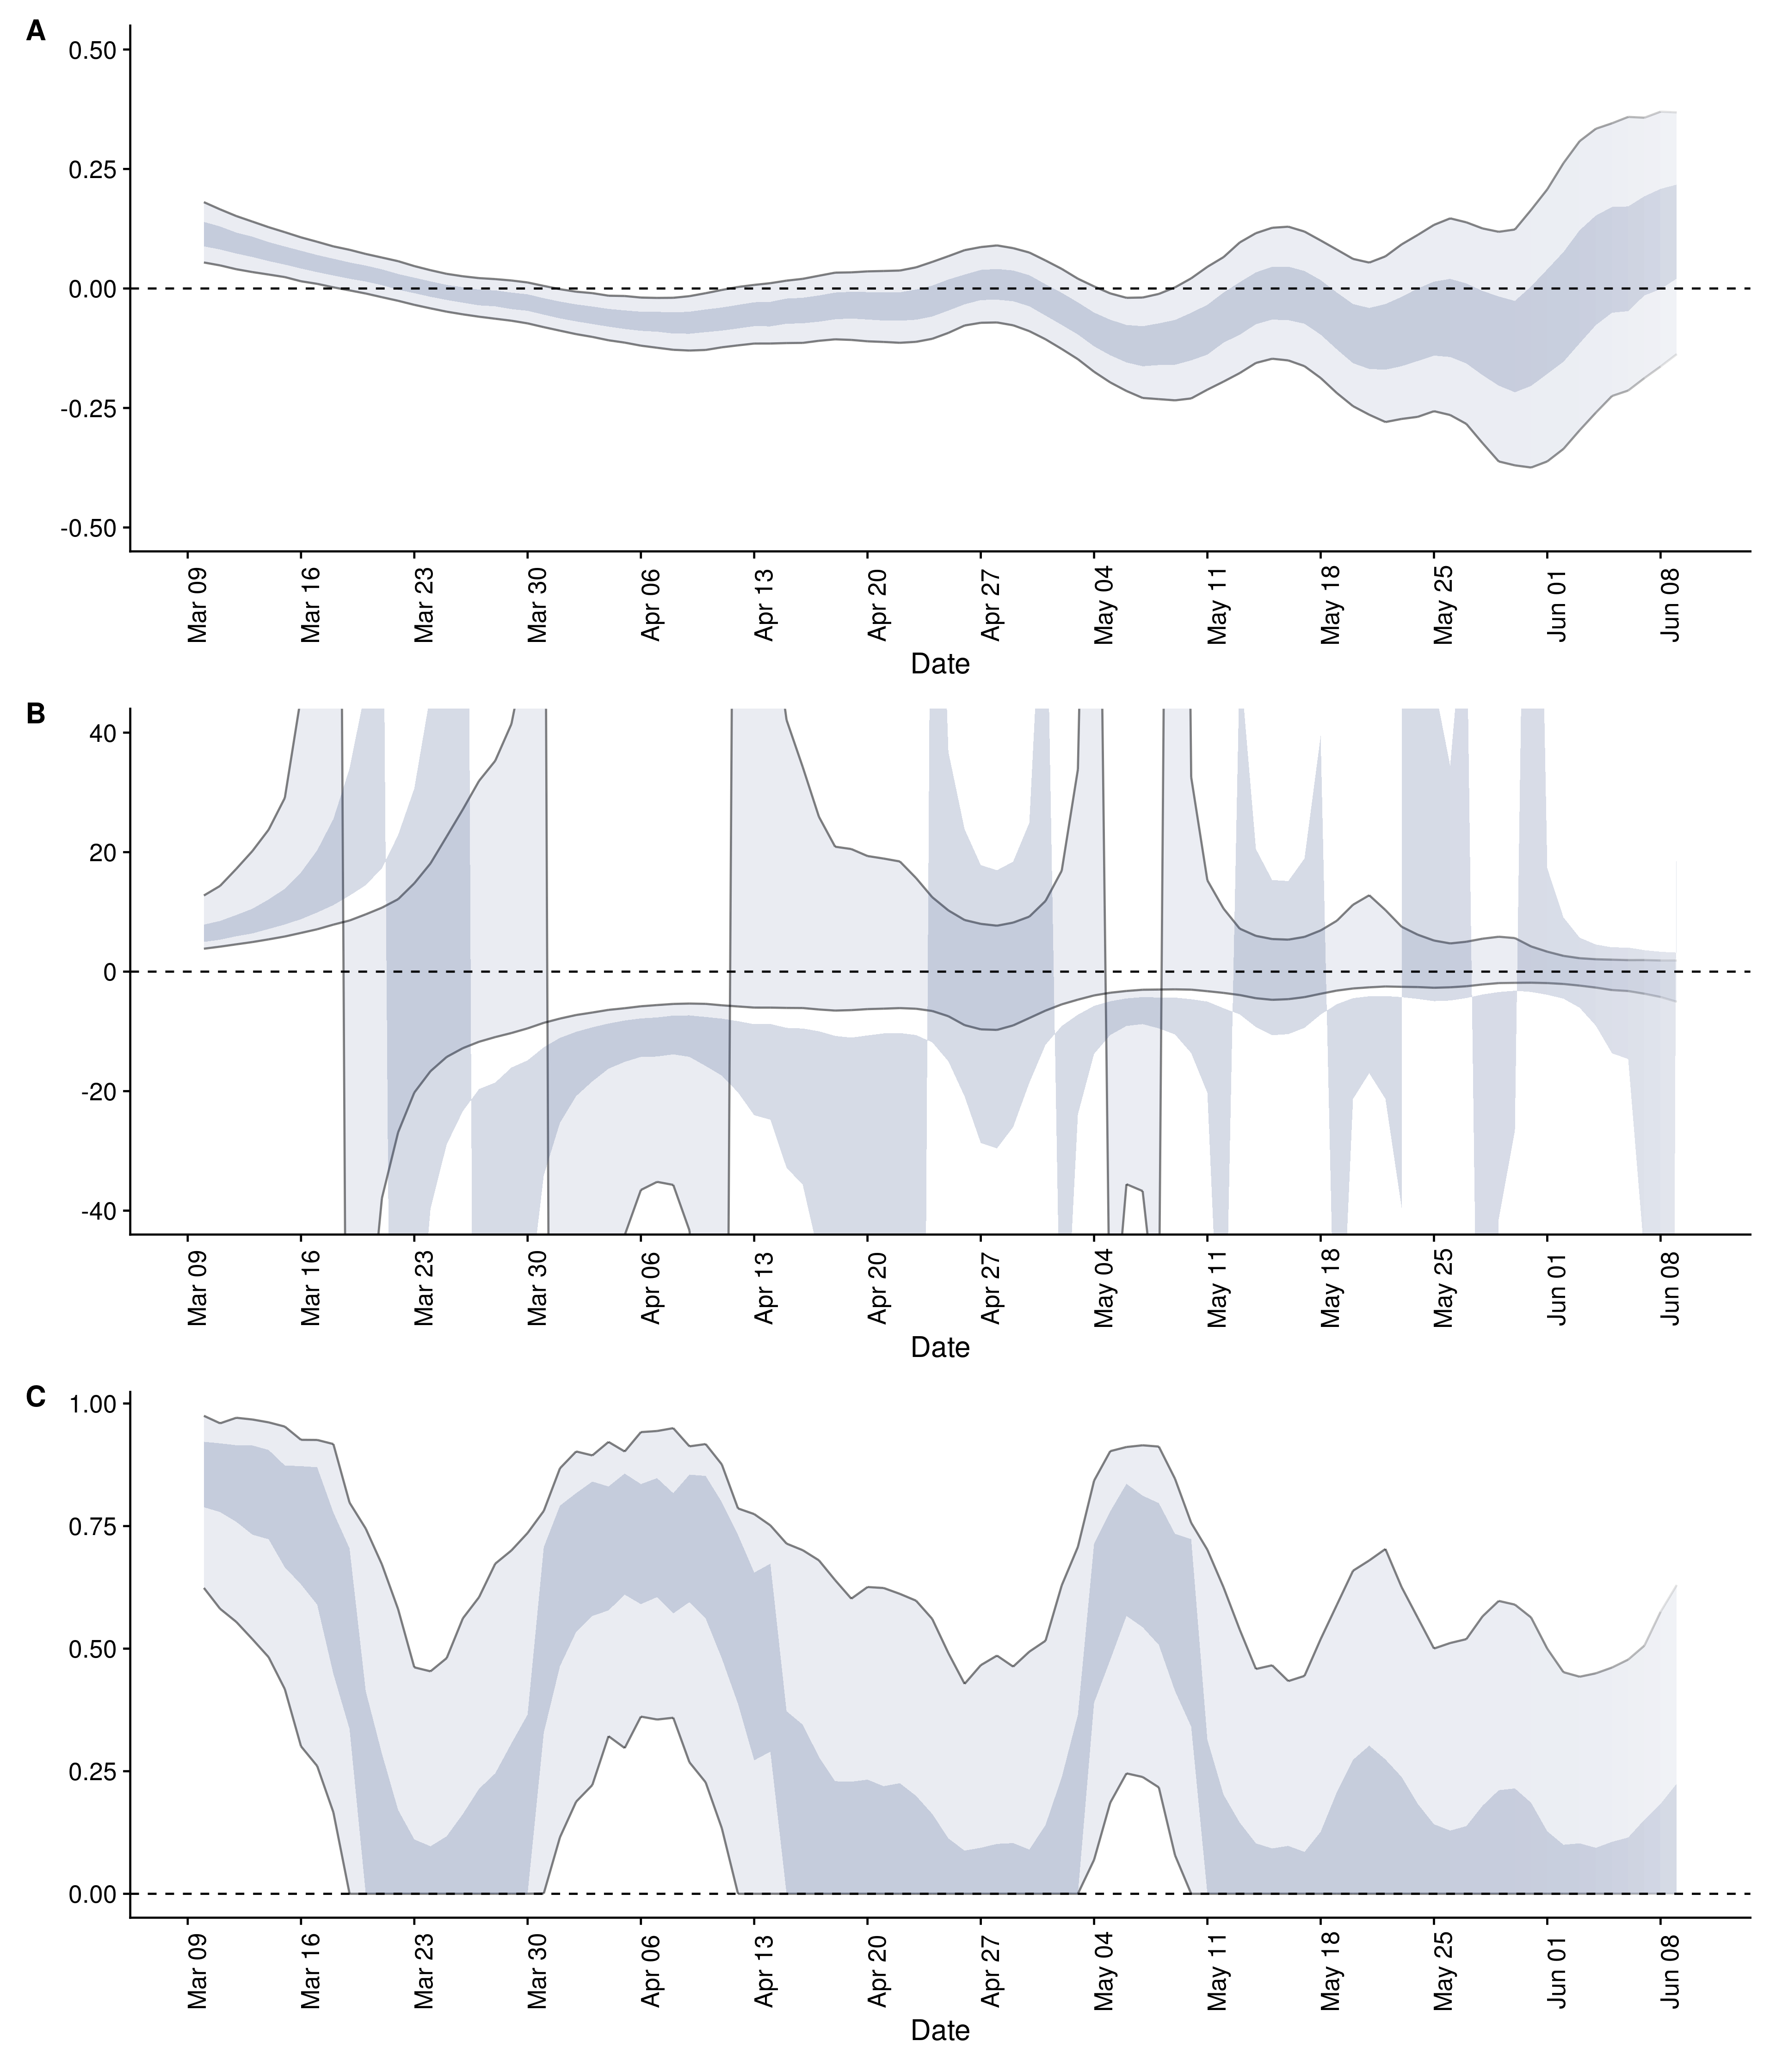 A
0.50
0.25
0.00
-0.25
-0.50
Mar 09
Mar 16
Mar 23
Mar 30
Apr 06
Apr 13
Apr 20
Apr 27
May 04
May 11
May 18
May 25
Jun 01
Jun 08
Date
B
40
20
0
-20
-40
Mar 09
Mar 16
Mar 23
Mar 30
Apr 06
Apr 13
Apr 20
Apr 27
May 04
May 11
May 18
May 25
Jun 01
Jun 08
Date
C
1.00
0.75
0.50
0.25
0.00
Mar 09
Mar 16
Mar 23
Mar 30
Apr 06
Apr 13
Apr 20
Apr 27
May 04
May 11
May 18
May 25
Jun 01
Jun 08
Date